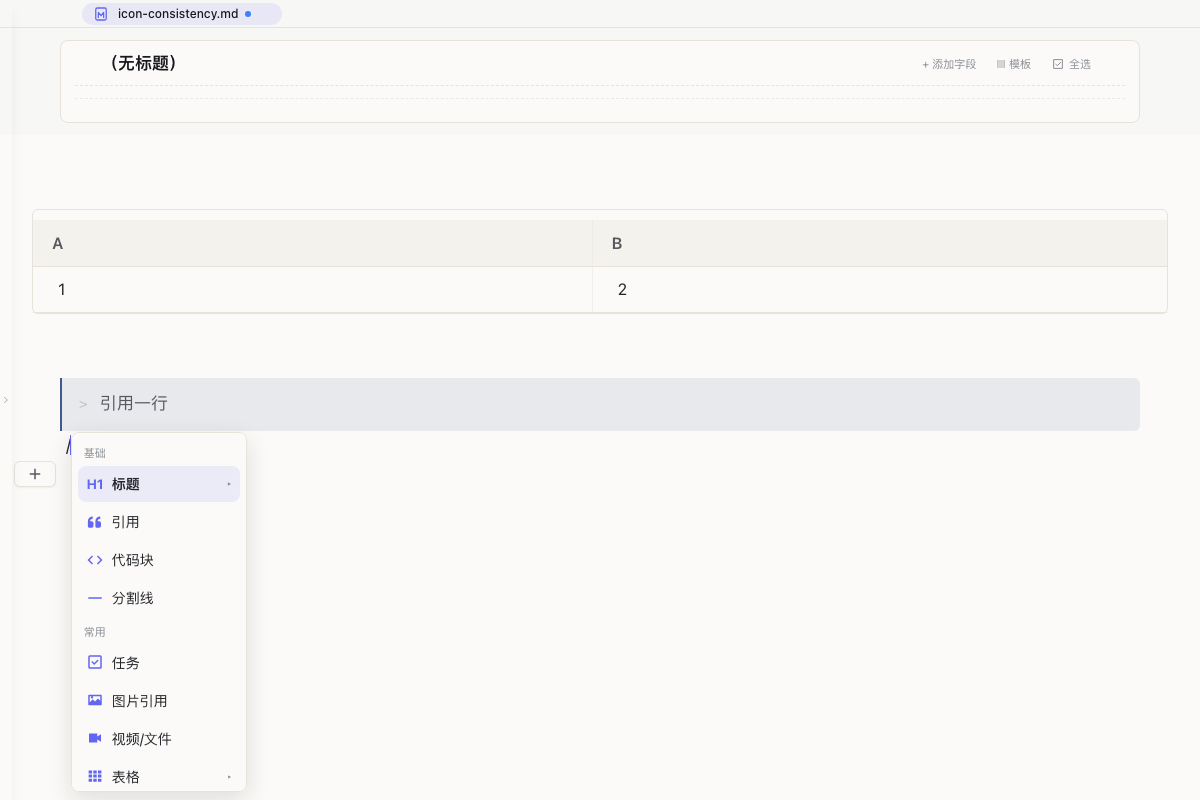 icon-consistency.md
(无标题)
+ 添加字段 模板 全选
A B
1 2
> 引用一行
/
基础
H1 标题
引用
代码块
分割线
常用
任务
图片引用
视频/文件
表格